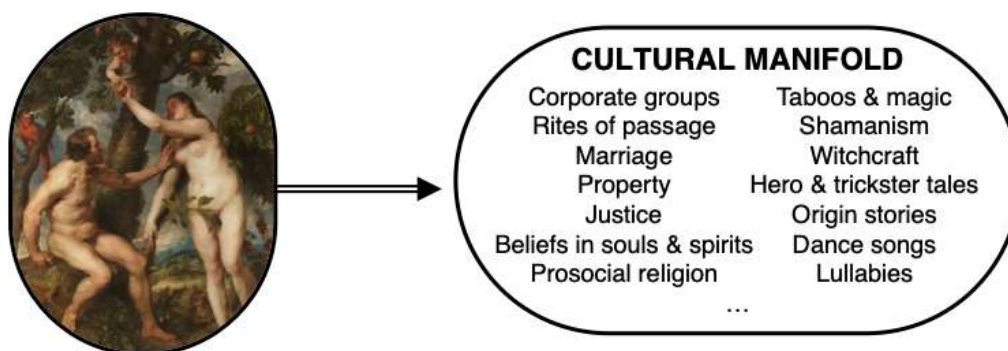 CULTURAL MANIFOLD
Corporate groups Taboos & magic
Rites of passage Shamanism
Marriage Witchcraft
Property Hero & trickster tales
Justice Origin stories
Beliefs in souls & spirits Dance songs
Prosocial religion Lullabies
...